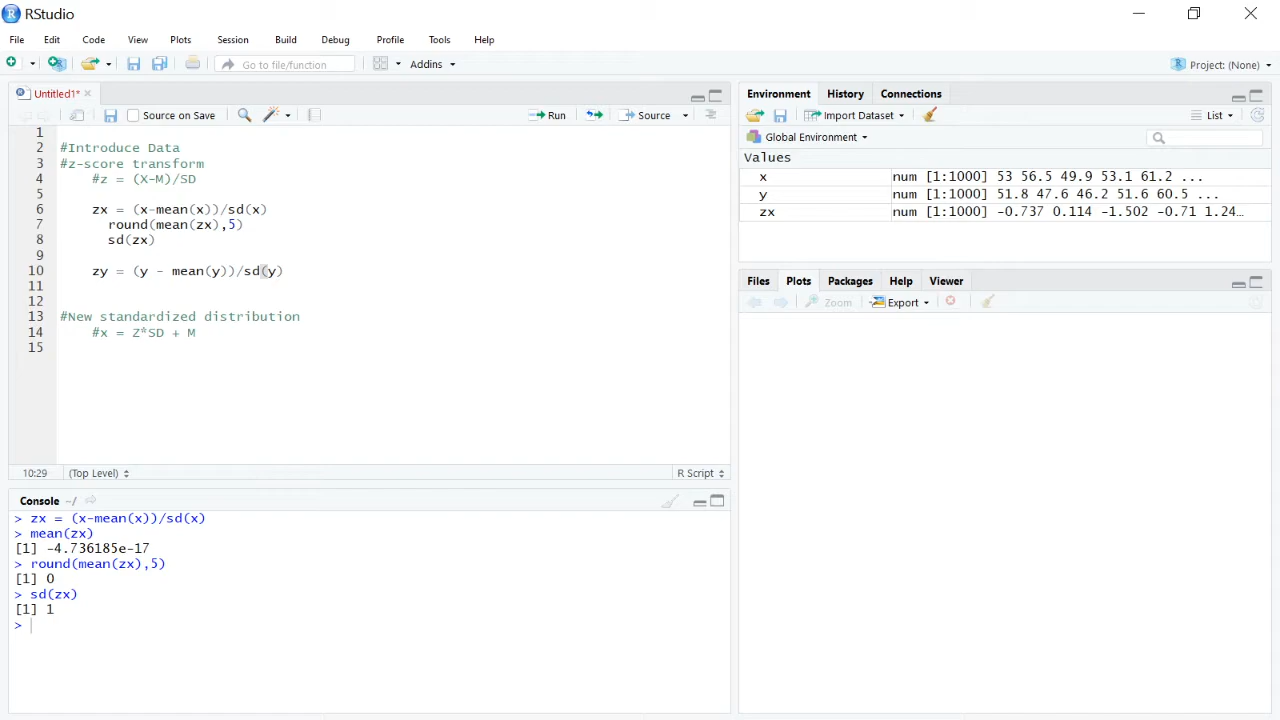 RStudio
File Edit Code View Plots Session Build Debug Profile Tools Help
Go to file/function Addins Project: (None)
Untitled1*
Source on Save Run Source
1
2 #Introduce Data
3 #z-score transform
4 #z = (X-M)/SD
5
6 zx = (x-mean(x))/sd(x)
7 round(mean(zx),5)
8 sd(zx)
9
10 zy = (y - mean(y))/sd(y)
11
12
13 #New standardized distribution
14 #x = Z*SD + M
15
10:29 (Top Level) R Script
Console ~/
> zx = (x-mean(x))/sd(x)
> mean(zx)
[1] -4.736185e-17
> round(mean(zx),5)
[1] 0
> sd(zx)
[1] 1
>
Environment History Connections
Import Dataset List
Global Environment
Values
x num [1:1000] 53 56.5 49.9 53.1 61.2 ...
y num [1:1000] 51.8 47.6 46.2 51.6 60.5 ...
zx num [1:1000] -0.737 0.114 -1.502 -0.71 1.24…
Files Plots Packages Help Viewer
Zoom Export